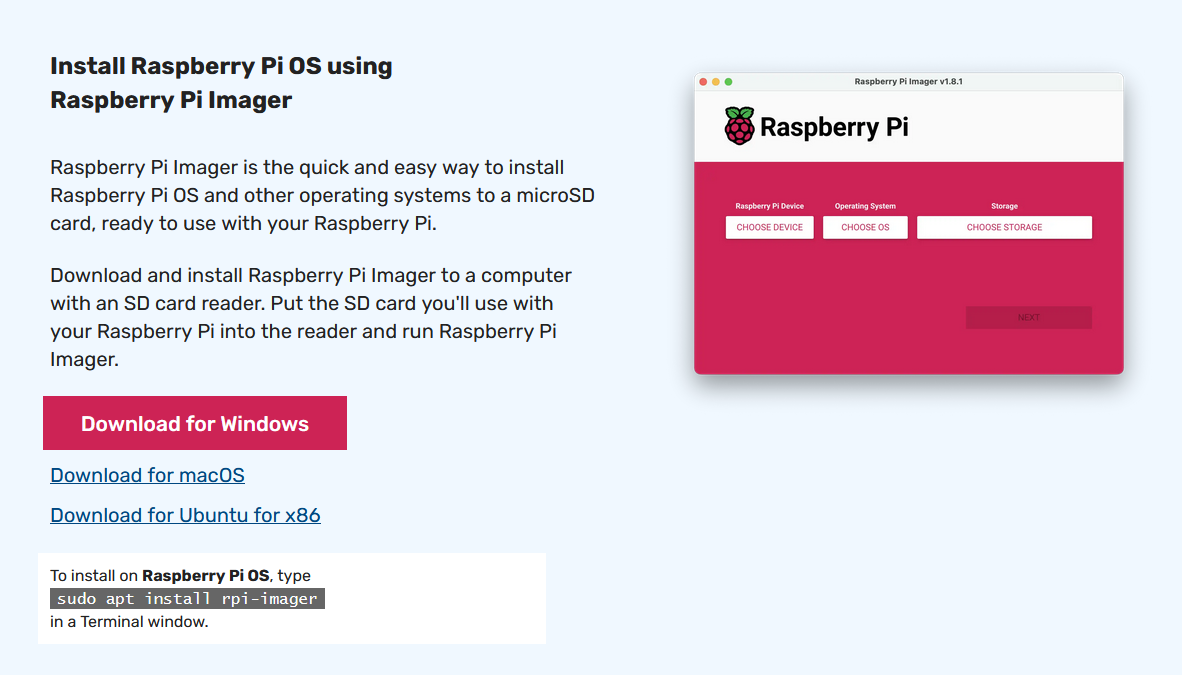 Install Raspberry Pi OS using
Raspberry Pi Imager
Raspberry Pi Imager is the quick and easy way to install
Raspberry Pi OS and other operating systems to a microSD
card, ready to use with your Raspberry Pi.
Download and install Raspberry Pi Imager to a computer
with an SD card reader. Put the SD card you'll use with
your Raspberry Pi into the reader and run Raspberry Pi
Imager.
Download for Windows
Download for macOS
Download for Ubuntu for x86
To install on Raspberry Pi OS, type
sudo apt install rpi-imager
in a Terminal window.
Raspberry Pi Imager v1.8.1
Raspberry Pi
Raspberry Pi Device Operating System Storage
CHOOSE DEVICE CHOOSE OS CHOOSE STORAGE
NEXT